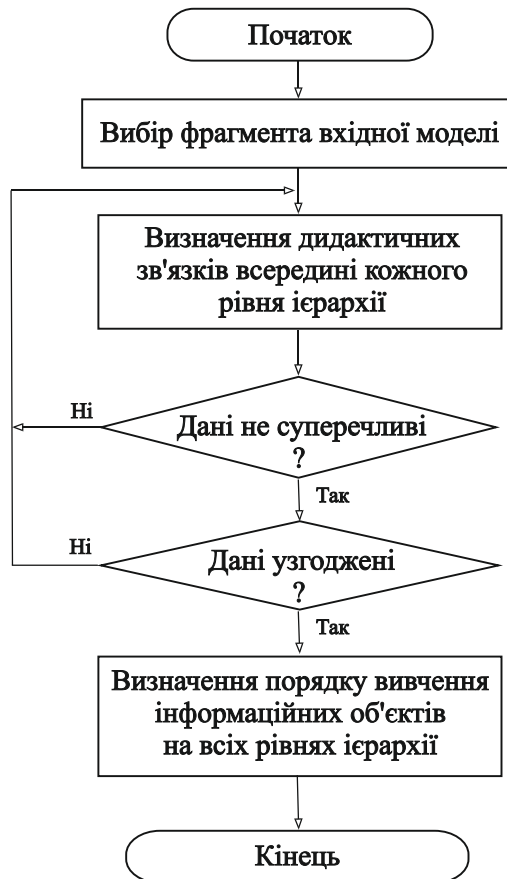 Початок
Вибір фрагмента вхідної моделі
Визначення дидактичних
зв'язків всередині кожного
рівня ієрархії
Ні
Дані не суперечливі
?
Так
Ні
Дані узгоджені
?
Так
Визначення порядку вивчення
інформаційних об'єктів
на всіх рівнях ієрархії
Кінець